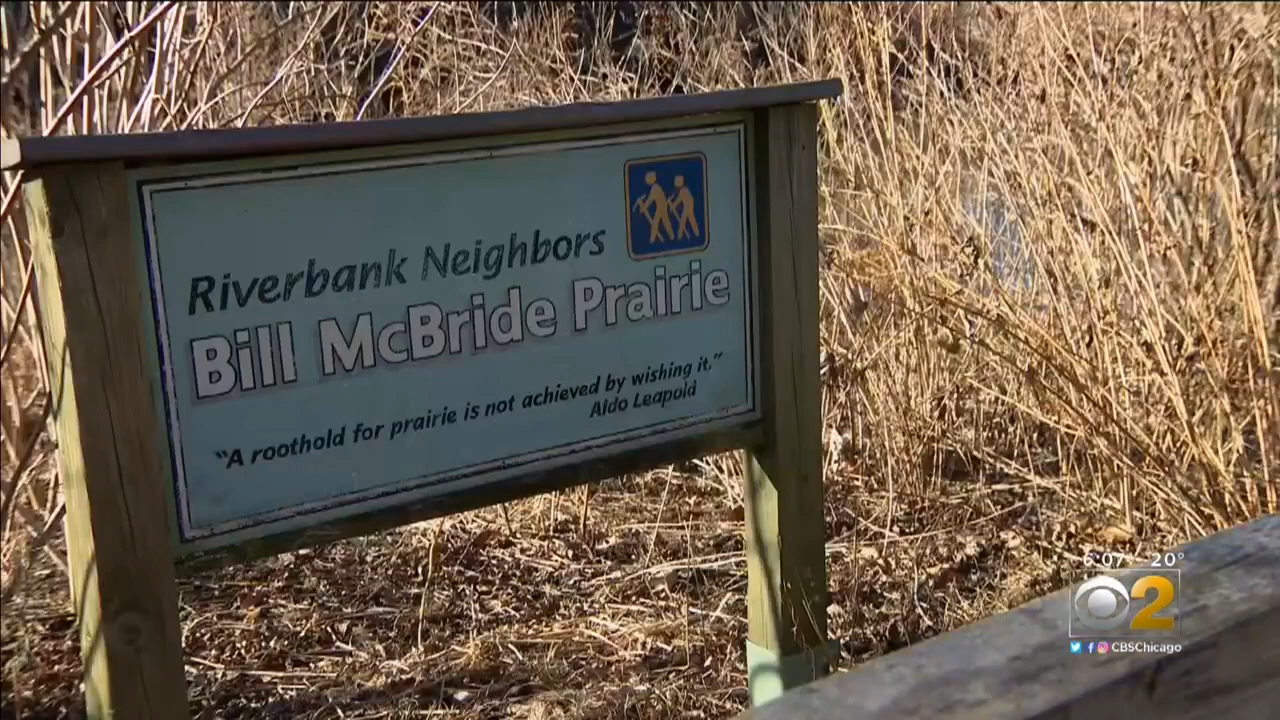 Riverbank Neighbors
Bill McBride Prairie
“A roothold for prairie is not achieved by wishing it.”
Aldo Leapold
6:07 20°
2
CBSChicago